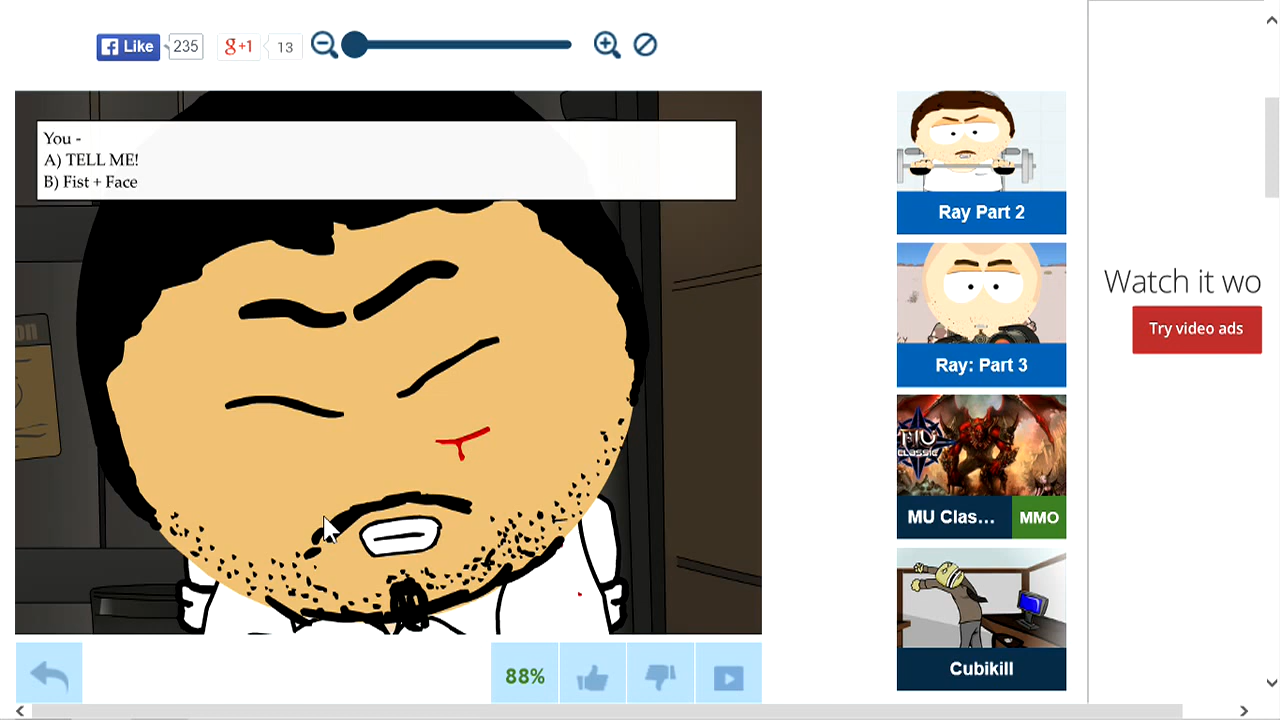 Like
235
g+1
13
You -
A) TELL ME!
B) Fist + Face
on
Ray Part 2
Ray: Part 3
MU Clas...
MMO
Cubikill
Watch it wo
Try video ads
88%